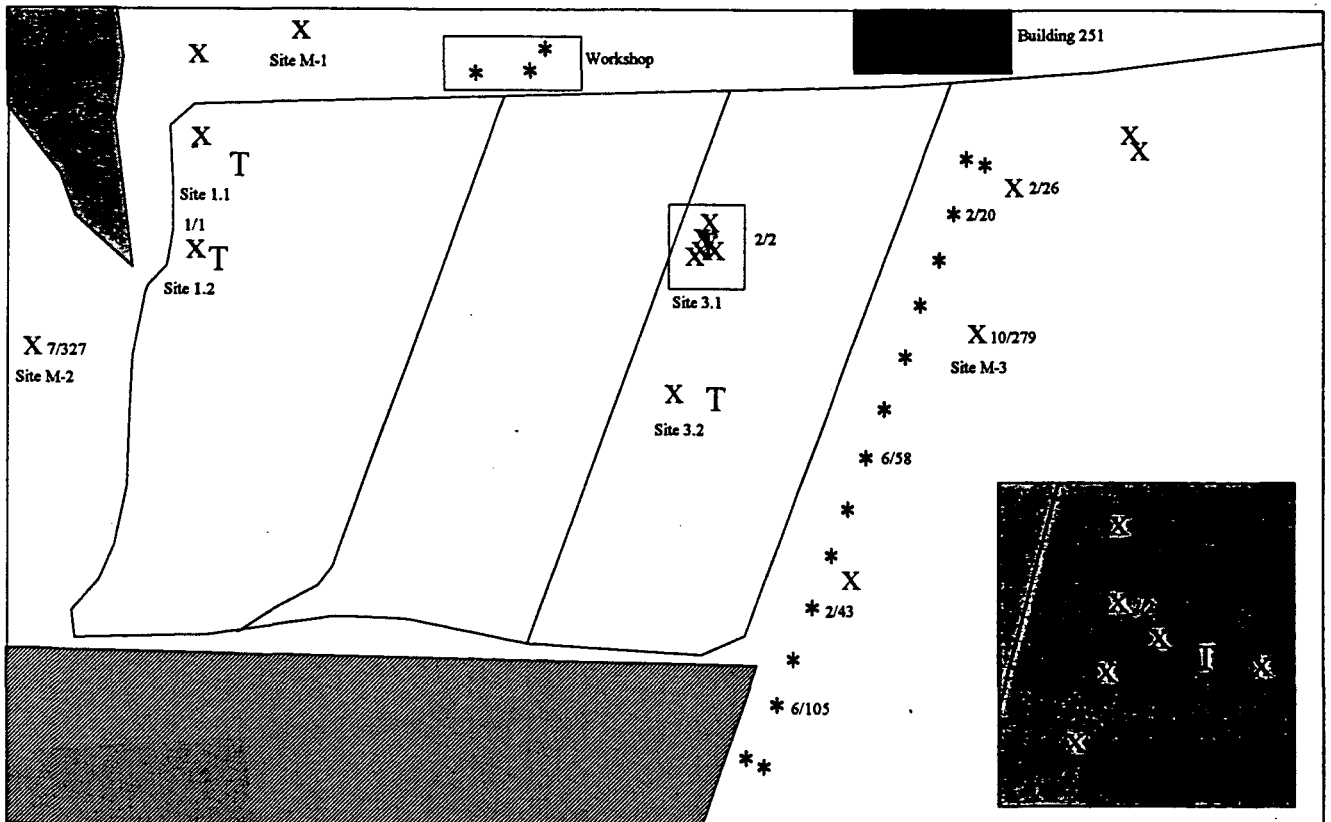 Building 251
X
Site M-1
X
* * *
Workshop
X
T
Site 1.1
X
X
* *
X 2/26
* 2/20
1/1
X T
Site 1.2
X
X
X
2/2
Site 3.1
*
*
X 7/327
Site M-2
X 10/279
Site M-3
*
X T
Site 3.2
*
* 6/58
*
*
X
* 2/43
*
* 6/105
* *
X
X
X
X
X
X